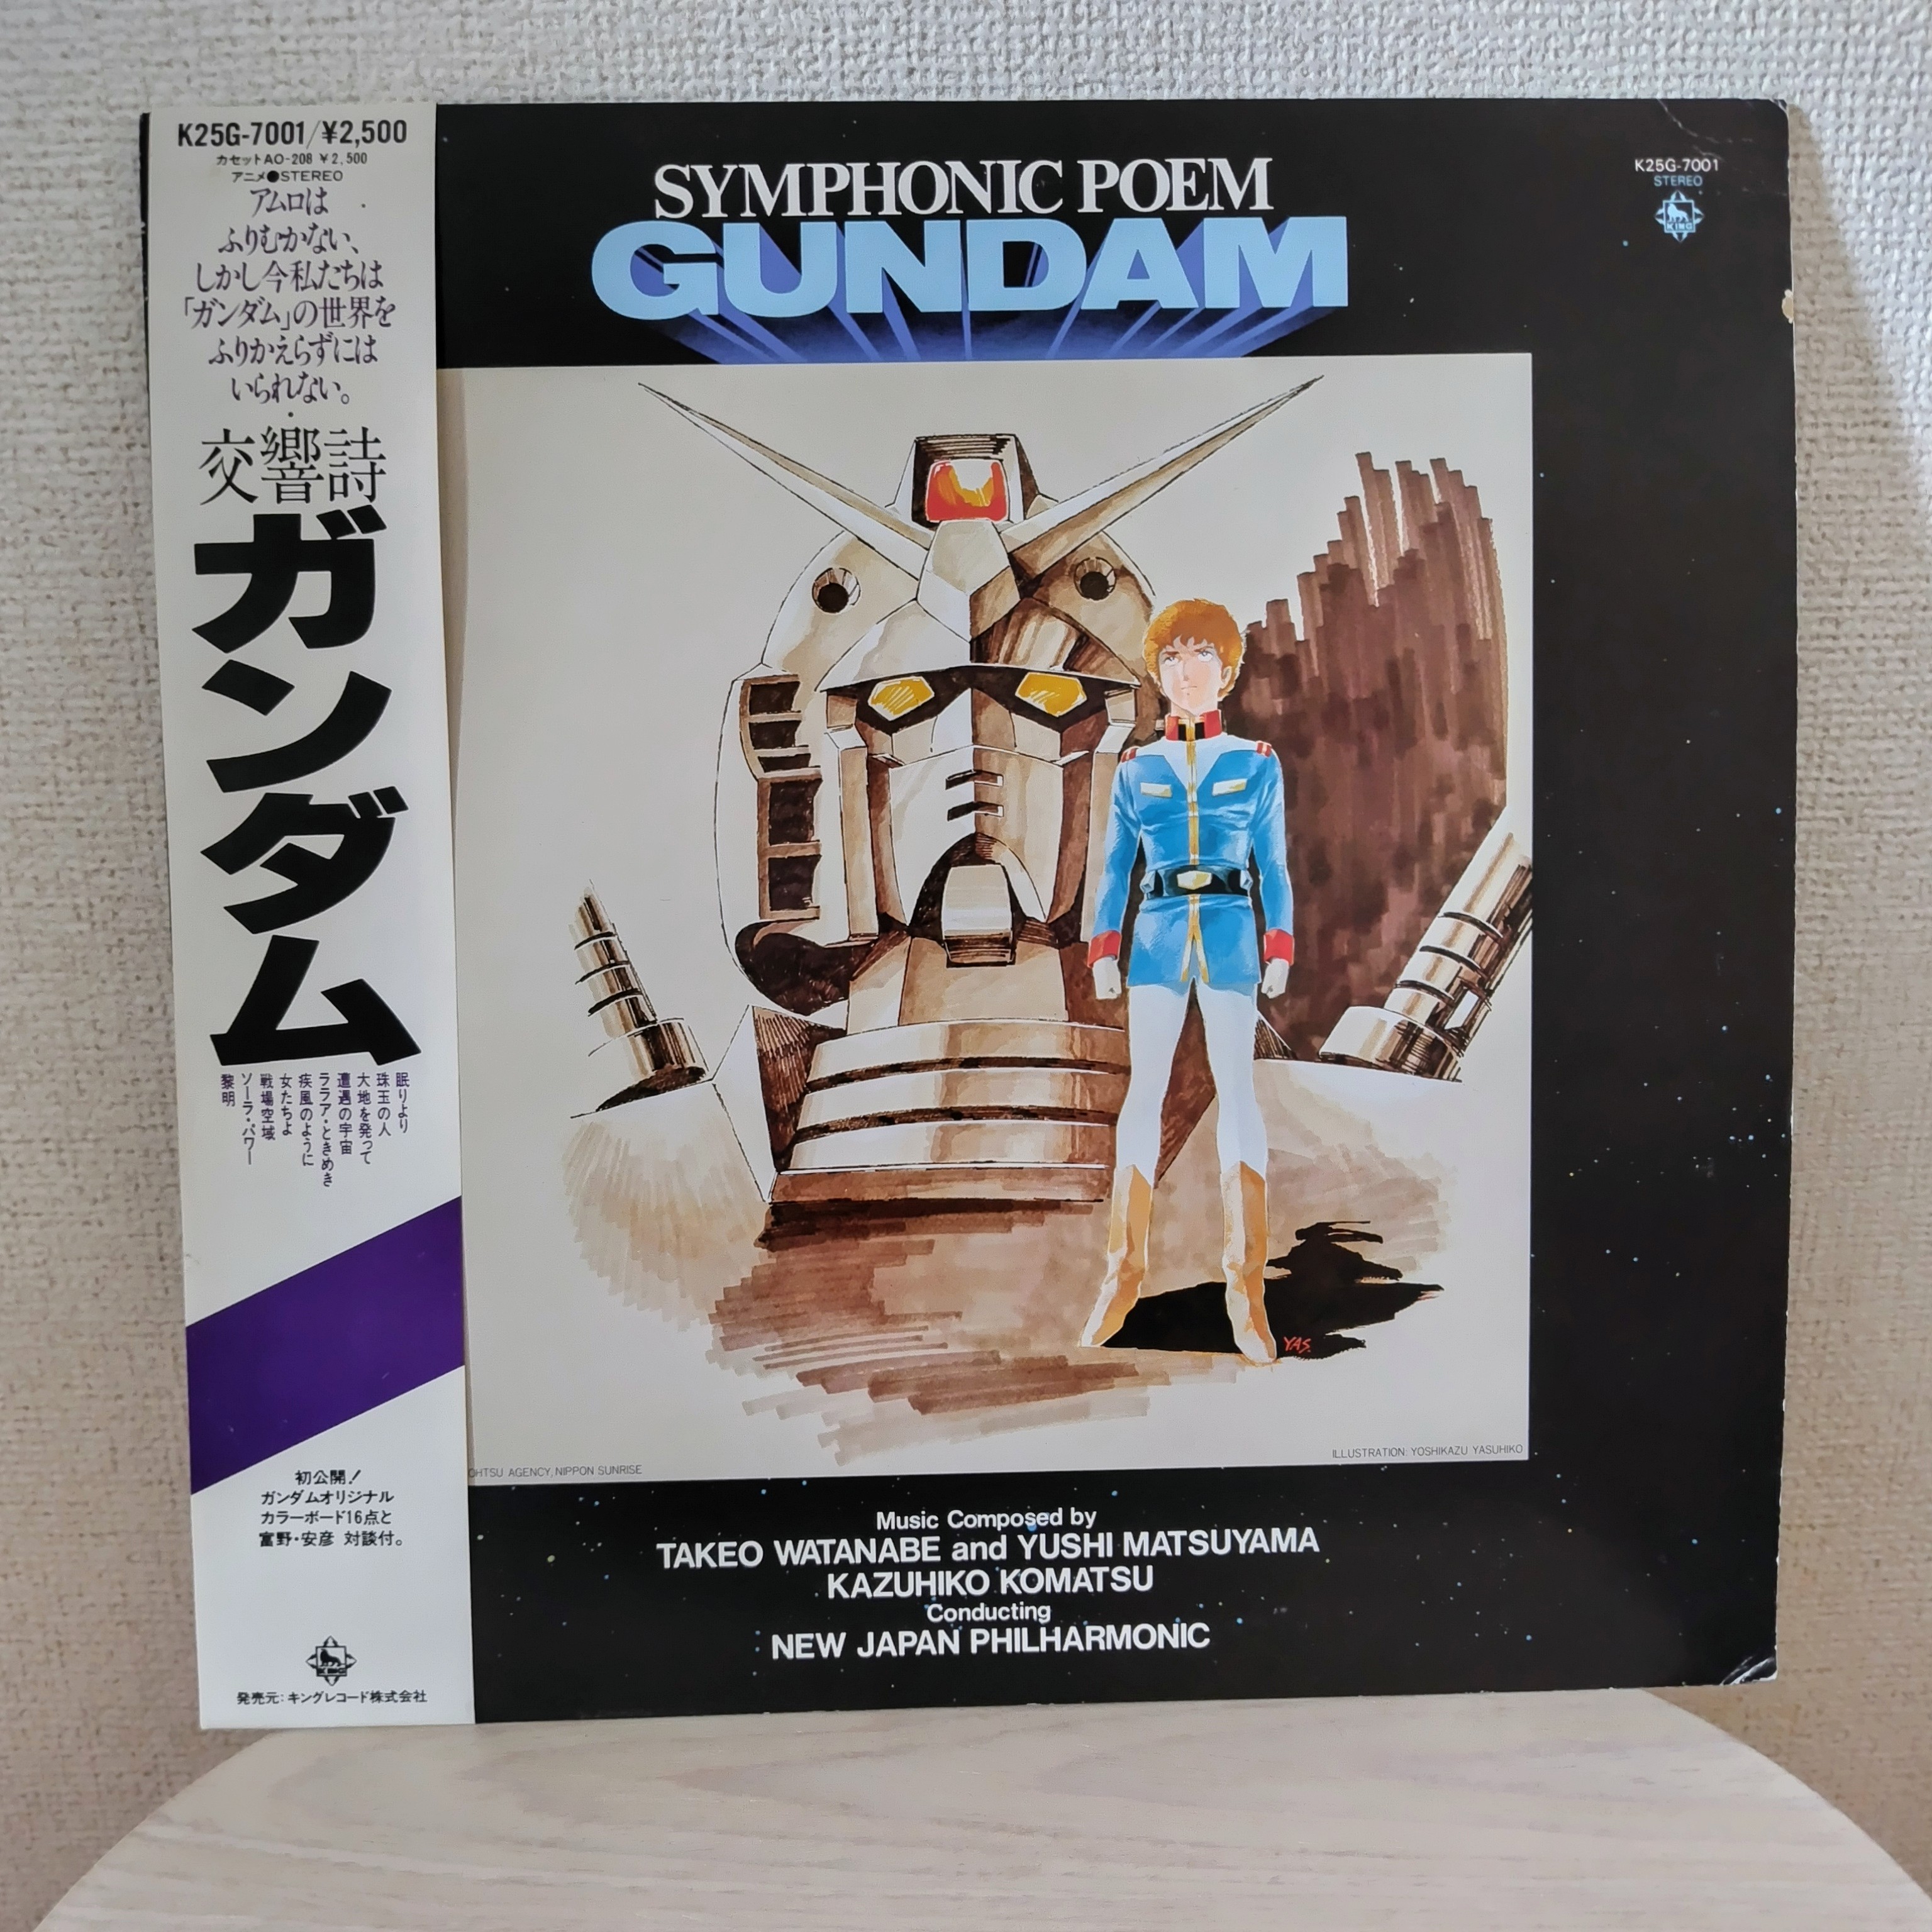 K25G-7001/¥2,500
カセットAO-208 ¥2,500
アニメ●STEREO
アムロは
ふりむかない、
しかし今私たちは
「ガンダム」の世界を
ふりかえらずには
いられない。
交響詩
ガンダム
眠りより
珠玉の人
大地を発って
遭遇の宇宙
ララア・ときめき
疾風のように
女たちよ
戦場空域
ソーラ・パワー
黎明
初公開!
ガンダムオリジナル
カラーボード16点と
富野・安彦 対談付。
KING
発売元:キングレコード株式会社
SYMPHONIC POEM
GUNDAM
K25G-7001
STEREO
KING
YAS.
OHTSU AGENCY, NIPPON SUNRISE
ILLUSTRATION: YOSHIKAZU YASUHIKO
Music Composed by
TAKEO WATANABE and YUSHI MATSUYAMA
KAZUHIKO KOMATSU
Conducting
NEW JAPAN PHILHARMONIC